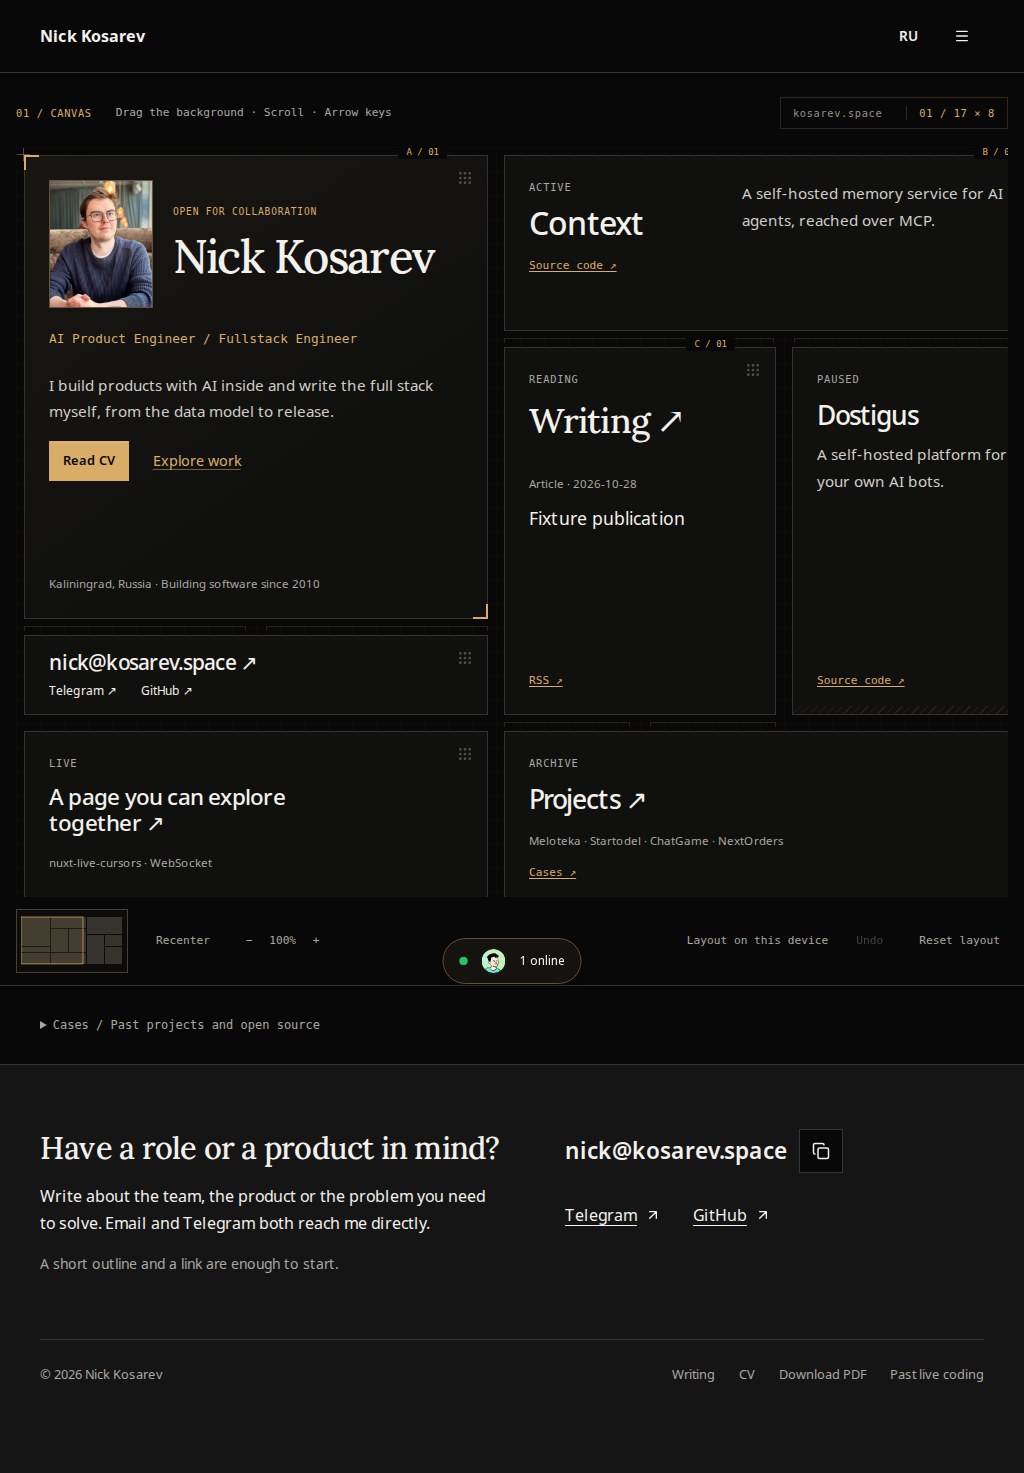 Nick Kosarev
RU
01 / CANVAS
Drag the background · Scroll · Arrow keys
kosarev.space
01 / 17 × 8
A / 01
OPEN FOR COLLABORATION
Nick Kosarev
AI Product Engineer / Fullstack Engineer
I build products with AI inside and write the full stack
myself, from the data model to release.
Read CV
Explore work
Kaliningrad, Russia · Building software since 2010
B / 0
ACTIVE
Context
Source code ↗
A self-hosted memory service for AI
agents, reached over MCP.
C / 01
READING
Writing ↗
Article · 2026-10-28
Fixture publication
RSS ↗
PAUSED
Dostigus
A self-hosted platform for
your own AI bots.
Source code ↗
nick@kosarev.space ↗
Telegram ↗
GitHub ↗
LIVE
A page you can explore
together ↗
nuxt-live-cursors · WebSocket
ARCHIVE
Projects ↗
Meloteka · Startodel · ChatGame · NextOrders
Cases ↗
Recenter
− 100% +
1 online
Layout on this device
Undo
Reset layout
Cases / Past projects and open source
Have a role or a product in mind?
Write about the team, the product or the problem you need
to solve. Email and Telegram both reach me directly.
A short outline and a link are enough to start.
nick@kosarev.space
Telegram
GitHub
© 2026 Nick Kosarev
Writing
CV
Download PDF
Past live coding